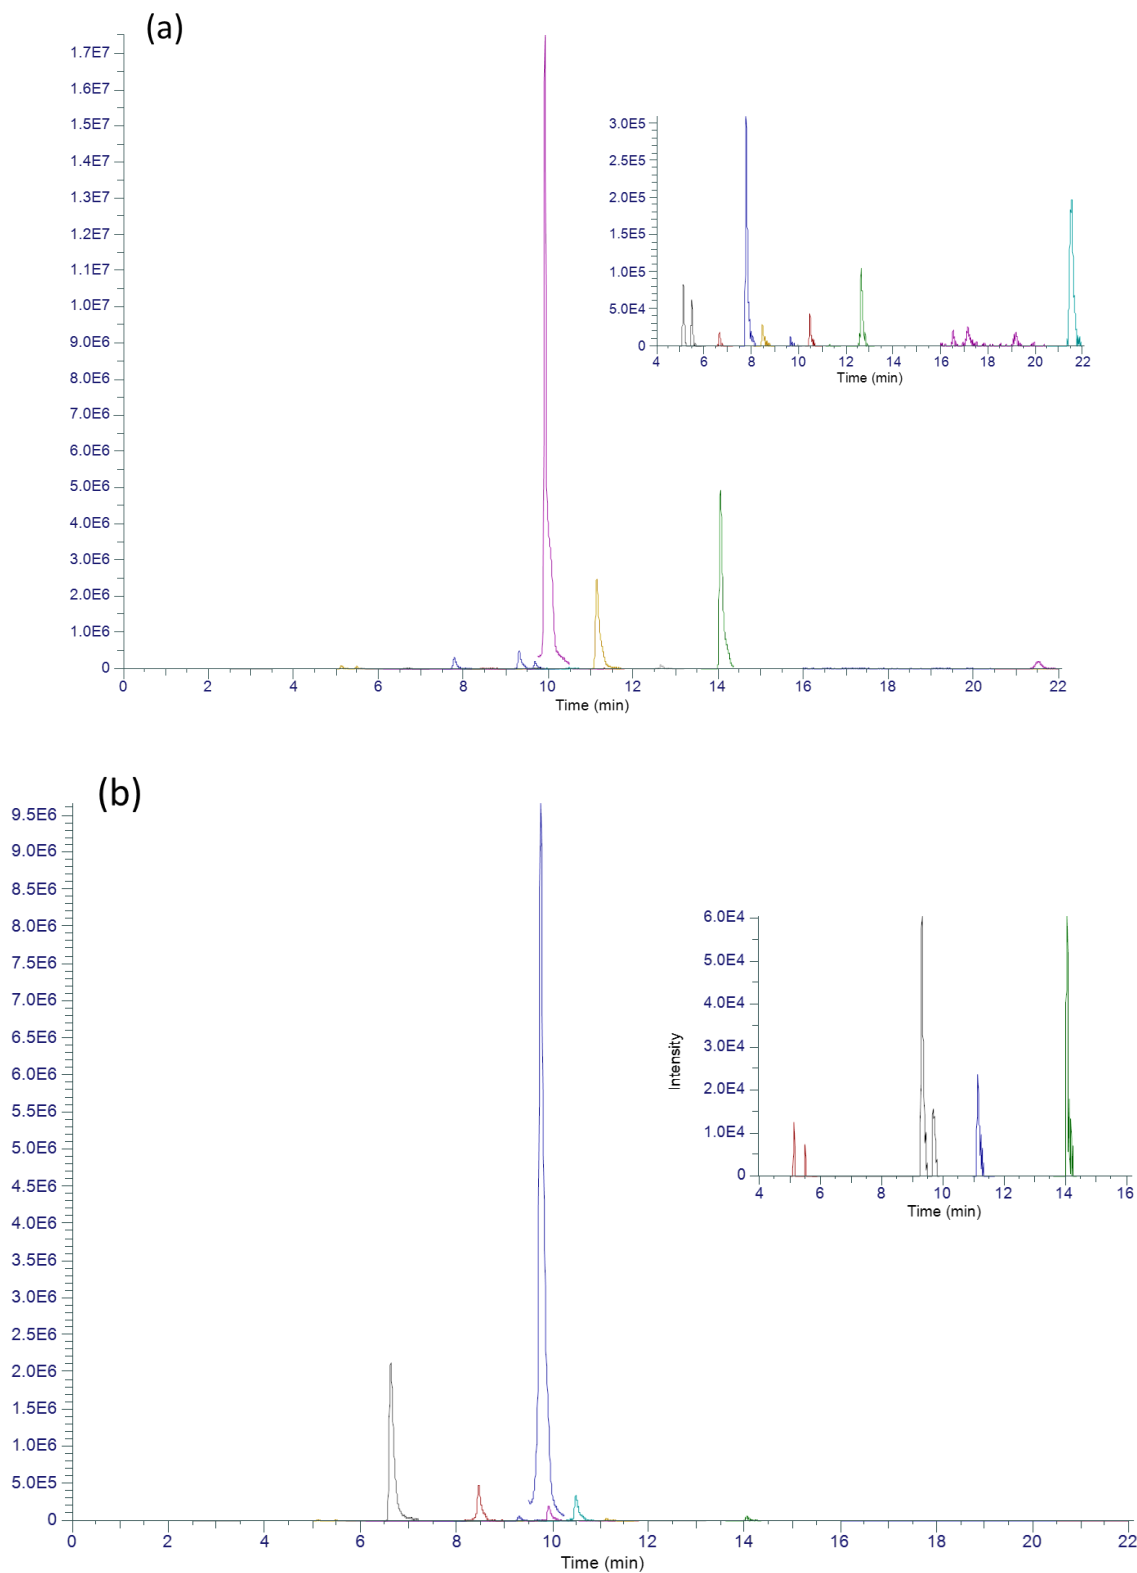 (a)
1.7E7
1.6E7
1.5E7
1.4E7
1.3E7
1.2E7
1.1E7
1.0E7
9.0E6
8.0E6
7.0E6
6.0E6
5.0E6
4.0E6
3.0E6
2.0E6
1.0E6
0
0 2 4 6 8 10 12 14 16 18 20 22
Time (min)
3.0E5
2.5E5
2.0E5
1.5E5
1.0E5
5.0E4
0
4 6 8 10 12 14 16 18 20 22
Time (min)
(b)
9.5E6
9.0E6
8.5E6
8.0E6
7.5E6
7.0E6
6.5E6
6.0E6
5.5E6
5.0E6
4.5E6
4.0E6
3.5E6
3.0E6
2.5E6
2.0E6
1.5E6
1.0E6
5.0E5
0
0 2 4 6 8 10 12 14 16 18 20 22
Time (min)
Intensity
6.0E4
5.0E4
4.0E4
3.0E4
2.0E4
1.0E4
0
4 6 8 10 12 14 16
Time (min)